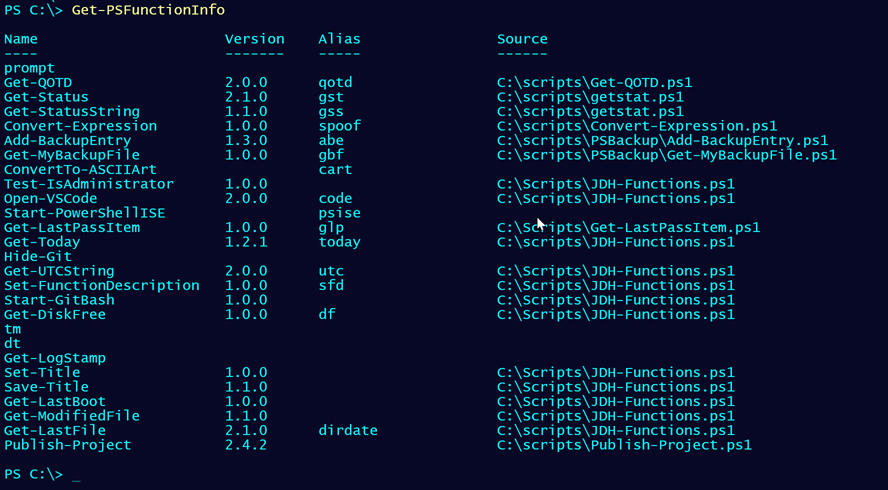 PS C:\> Get-PSFunctionInfo
Name Version Alias Source
---- ------- ----- ------
prompt
Get-QOTD 2.0.0 qotd C:\scripts\Get-QOTD.ps1
Get-Status 2.1.0 gst C:\scripts\getstat.ps1
Get-StatusString 1.1.0 gss C:\scripts\getstat.ps1
Convert-Expression 1.0.0 spoof C:\scripts\Convert-Expression.ps1
Add-BackupEntry 1.3.0 abe C:\scripts\PSBackup\Add-BackupEntry.ps1
Get-MyBackupFile 1.0.0 gbf C:\scripts\PSBackup\Get-MyBackupFile.ps1
ConvertTo-ASCIIArt cart
Test-IsAdministrator 1.0.0 C:\Scripts\JDH-Functions.ps1
Open-VSCode 2.0.0 code C:\Scripts\JDH-Functions.ps1
Start-PowerShellISE psise
Get-LastPassItem 1.0.0 glp C:\Scripts\Get-LastPassItem.ps1
Get-Today 1.2.1 today C:\Scripts\JDH-Functions.ps1
Hide-Git
Get-UTCString 2.0.0 utc C:\Scripts\JDH-Functions.ps1
Set-FunctionDescription 1.0.0 sfd C:\Scripts\JDH-Functions.ps1
Start-GitBash 1.0.0 C:\Scripts\JDH-Functions.ps1
Get-DiskFree 1.0.0 df C:\Scripts\JDH-Functions.ps1
tm
dt
Get-LogStamp
Set-Title 1.0.0 C:\Scripts\JDH-Functions.ps1
Save-Title 1.1.0 C:\Scripts\JDH-Functions.ps1
Get-LastBoot 1.0.0 C:\Scripts\JDH-Functions.ps1
Get-ModifiedFile 1.1.0 C:\Scripts\JDH-Functions.ps1
Get-LastFile 2.1.0 dirdate C:\Scripts\JDH-Functions.ps1
Publish-Project 2.4.2 C:\scripts\Publish-Project.ps1
PS C:\> _